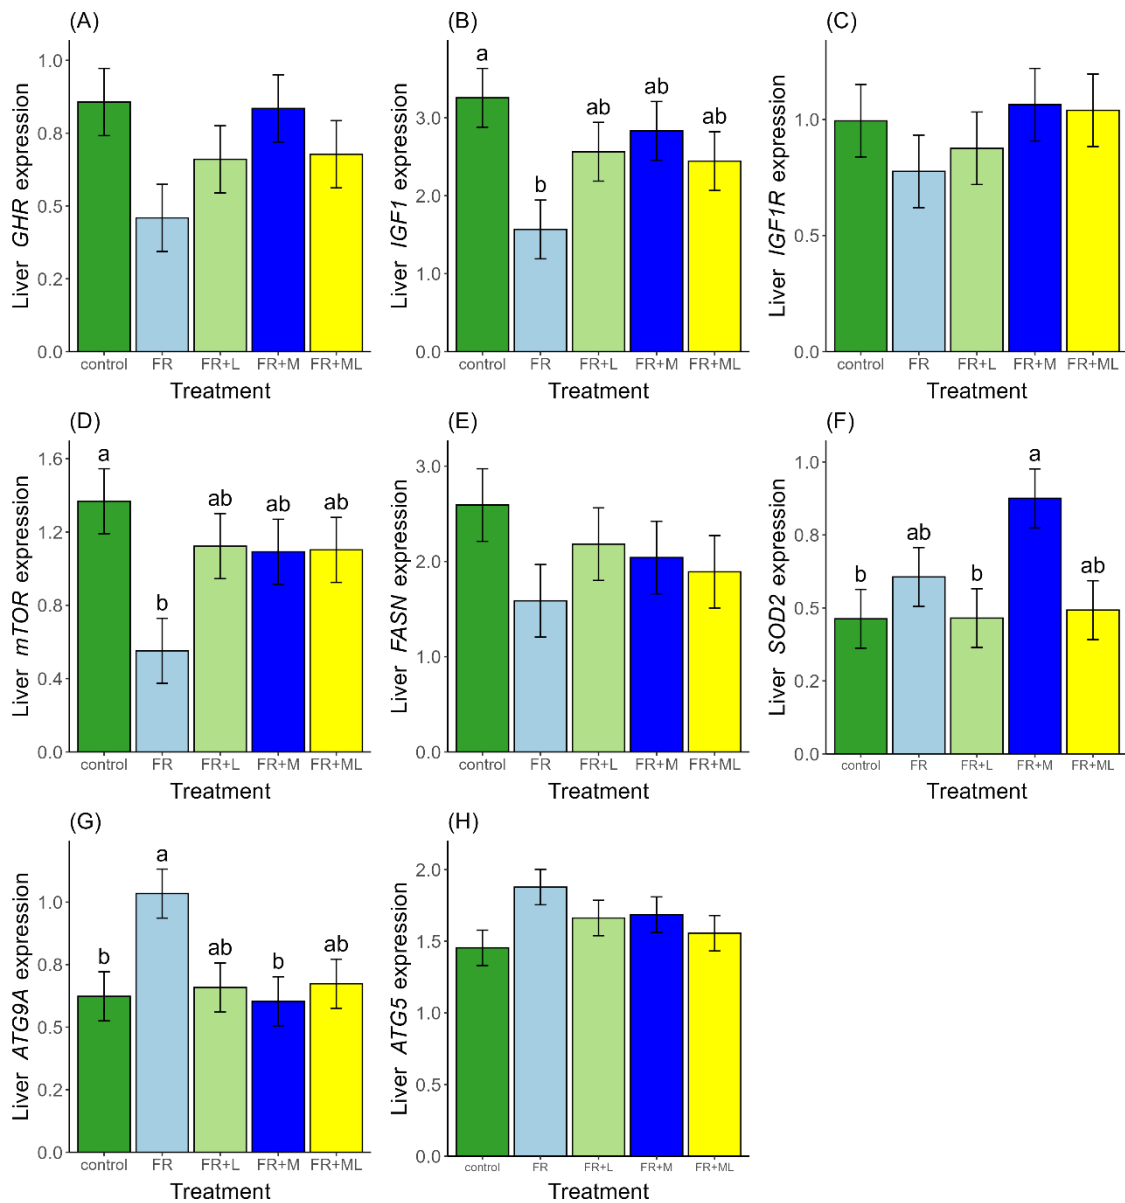 (A)
Liver GHR expression
1.0
0.8
0.5
0.2
0.0
control FR FR+L FR+M FR+ML
Treatment
(B)
Liver IGF1 expression
3.0
2.0
1.0
0.0
a
b
ab
ab
ab
control FR FR+L FR+M FR+ML
Treatment
(C)
Liver IGF1R expression
1.0
0.5
0.0
control FR FR+L FR+M FR+ML
Treatment
(D)
Liver mTOR expression
1.6
1.2
0.8
0.4
0.0
a
b
ab
ab
ab
control FR FR+L FR+M FR+ML
Treatment
(E)
Liver FASN expression
3.0
2.0
1.0
0.0
control FR FR+L FR+M FR+ML
Treatment
(F)
Liver SOD2 expression
1.0
0.8
0.5
0.2
0.0
b
ab
b
a
ab
control FR FR+L FR+M FR+ML
Treatment
(G)
Liver ATG9A expression
1.0
0.8
0.5
0.2
0.0
b
a
ab
b
ab
control FR FR+L FR+M FR+ML
Treatment
(H)
Liver ATG5 expression
2.0
1.5
1.0
0.5
0.0
control FR FR+L FR+M FR+ML
Treatment